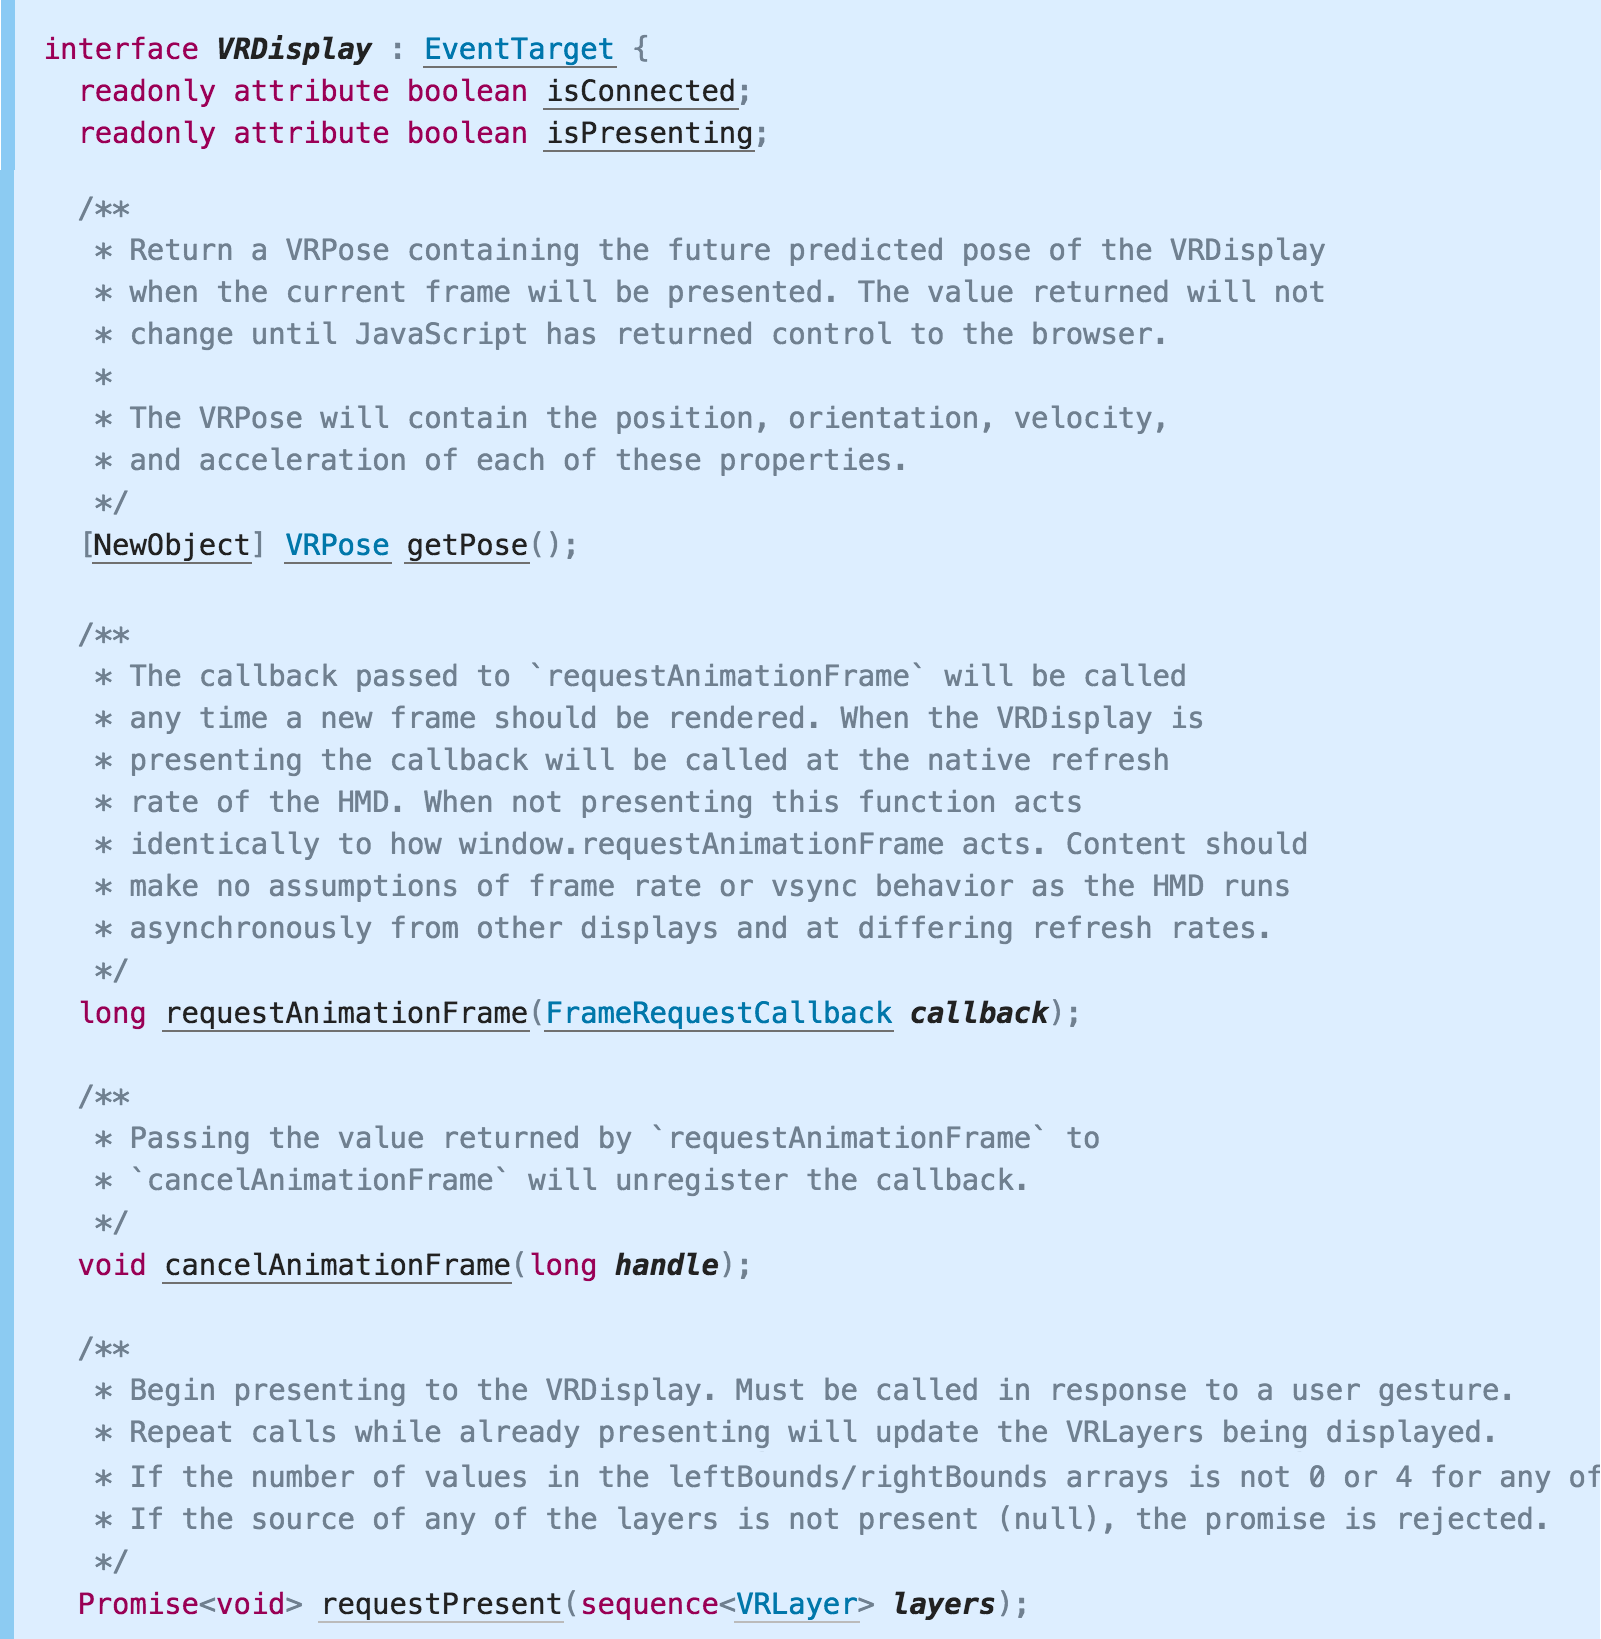 interface VRDisplay : EventTarget {
  readonly attribute boolean isConnected;
  readonly attribute boolean isPresenting;

  /**
   * Return a VRPose containing the future predicted pose of the VRDisplay
   * when the current frame will be presented. The value returned will not
   * change until JavaScript has returned control to the browser.
   *
   * The VRPose will contain the position, orientation, velocity,
   * and acceleration of each of these properties.
   */
  [NewObject] VRPose getPose();

  /**
   * The callback passed to `requestAnimationFrame` will be called
   * any time a new frame should be rendered. When the VRDisplay is
   * presenting the callback will be called at the native refresh
   * rate of the HMD. When not presenting this function acts
   * identically to how window.requestAnimationFrame acts. Content should
   * make no assumptions of frame rate or vsync behavior as the HMD runs
   * asynchronously from other displays and at differing refresh rates.
   */
  long requestAnimationFrame(FrameRequestCallback callback);

  /**
   * Passing the value returned by `requestAnimationFrame` to
   * `cancelAnimationFrame` will unregister the callback.
   */
  void cancelAnimationFrame(long handle);

  /**
   * Begin presenting to the VRDisplay. Must be called in response to a user gesture.
   * Repeat calls while already presenting will update the VRLayers being displayed.
   * If the number of values in the leftBounds/rightBounds arrays is not 0 or 4 for any of
   * If the source of any of the layers is not present (null), the promise is rejected.
   */
  Promise<void> requestPresent(sequence<VRLayer> layers);